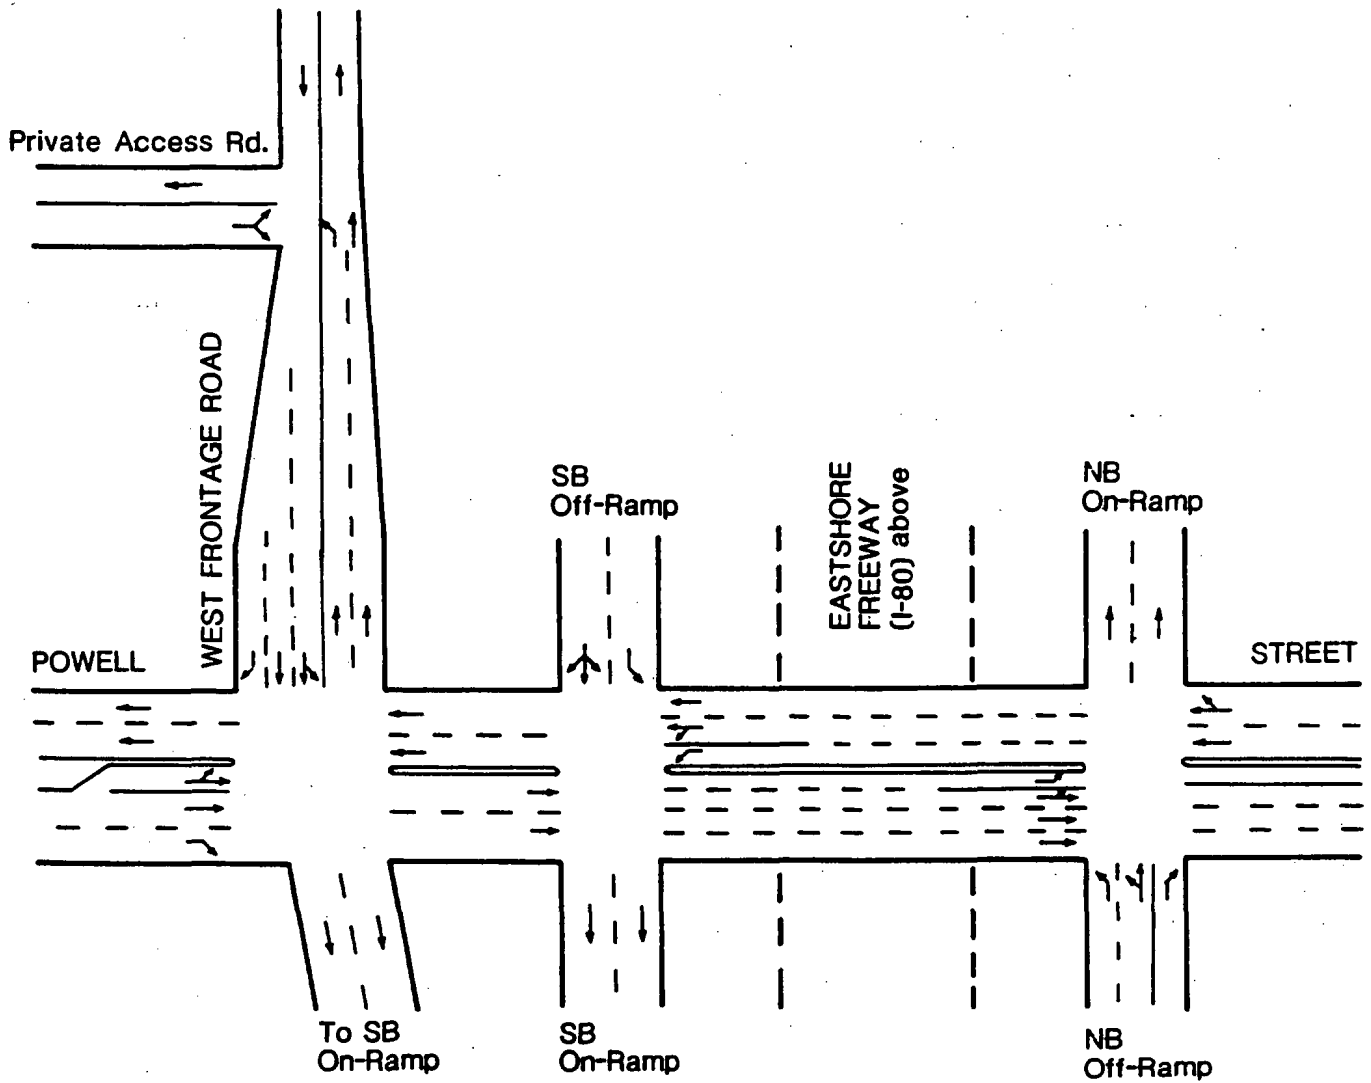 Private Access Rd.
WEST FRONTAGE ROAD
SB
Off-Ramp
EASTSHORE
FREEWAY
(I-80) above
NB
On-Ramp
POWELL
STREET
To SB
On-Ramp
SB
On-Ramp
NB
Off-Ramp